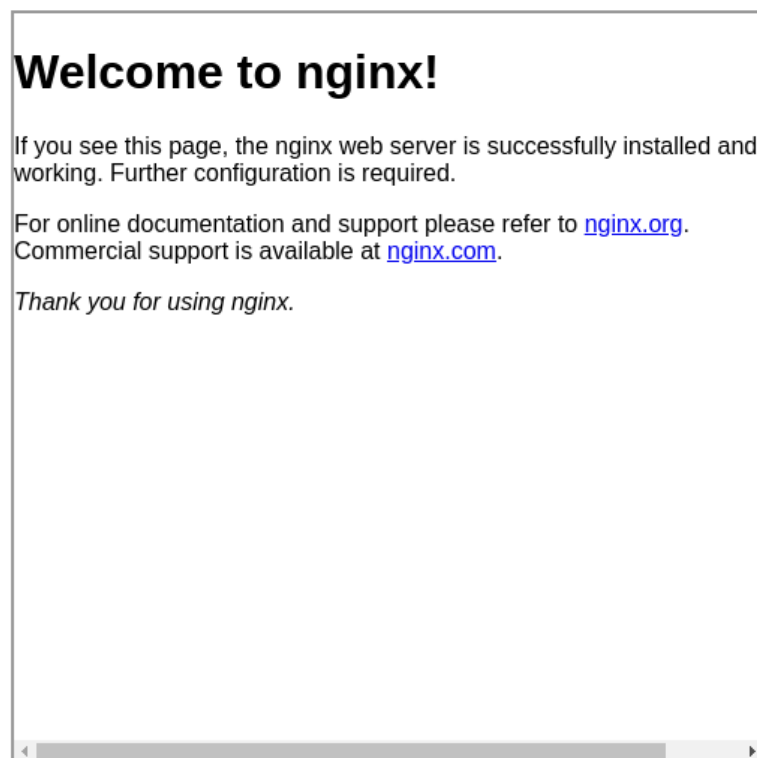 Welcome to nginx!
If you see this page, the nginx web server is successfully installed and
working. Further configuration is required.
For online documentation and support please refer to nginx.org.
Commercial support is available at nginx.com.
Thank you for using nginx.